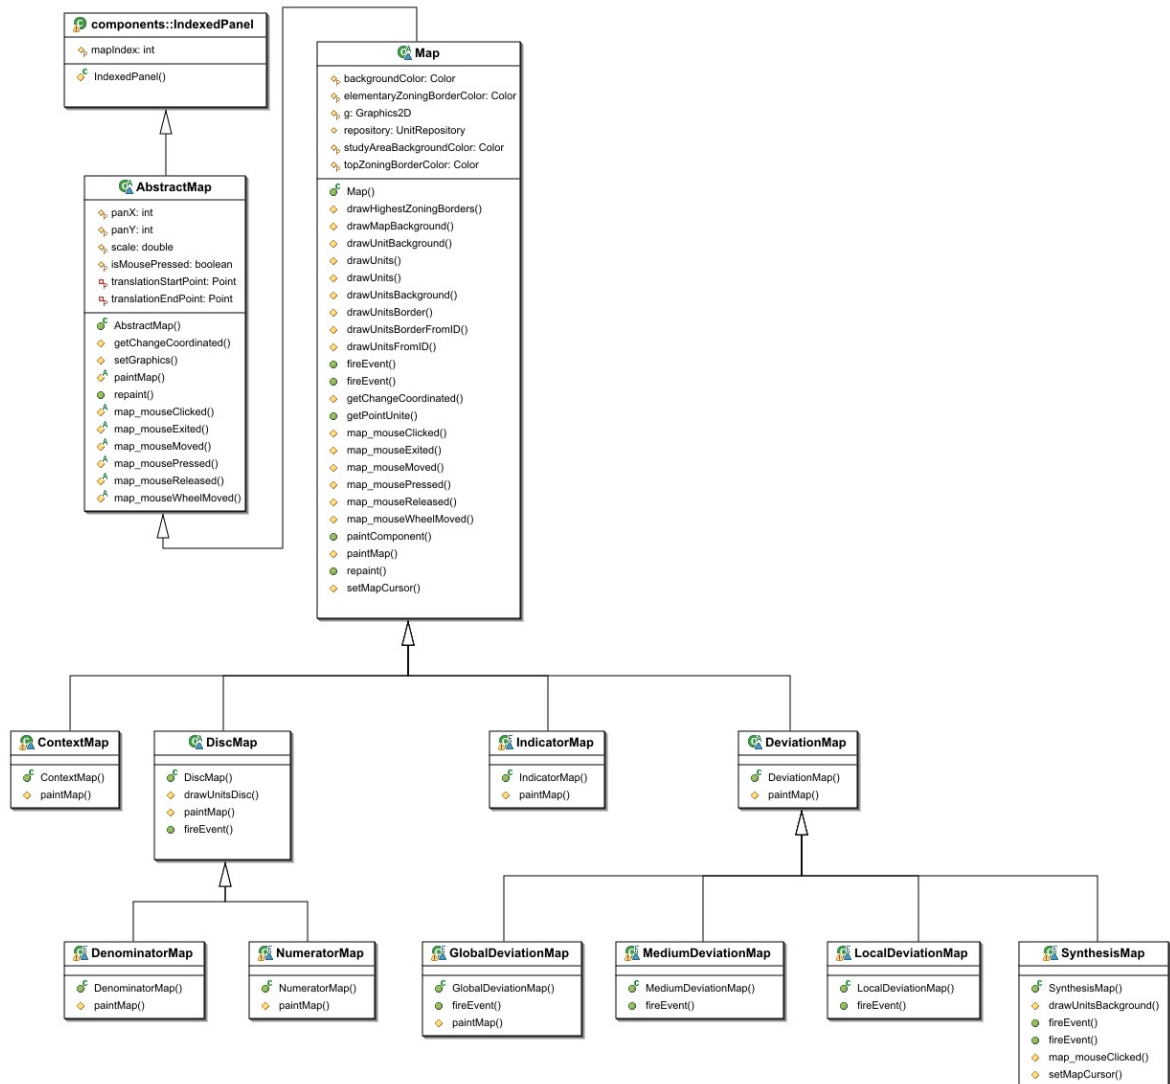 components::IndexedPanel
mapIndex: int
IndexedPanel()
AbstractMap
panX: int
panY: int
scale: double
isMousePressed: boolean
translationStartPoint: Point
translationEndPoint: Point
AbstractMap()
getChangeCoordinated()
setGraphics()
paintMap()
repaint()
map_mouseClicked()
map_mouseExited()
map_mouseMoved()
map_mousePressed()
map_mouseReleased()
map_mouseWheelMoved()
Map
backgroundColor: Color
elementaryZoningBorderColor: Color
g: Graphics2D
repository: UnitRepository
studyAreaBackgroundColor: Color
topZoningBorderColor: Color
Map()
drawHighestZoningBorders()
drawMapBackground()
drawUnitBackground()
drawUnits()
drawUnits()
drawUnitsBackground()
drawUnitsBorder()
drawUnitsBorderFromID()
drawUnitsFromID()
fireEvent()
fireEvent()
getChangeCoordinated()
getPointUnite()
map_mouseClicked()
map_mouseExited()
map_mouseMoved()
map_mousePressed()
map_mouseReleased()
map_mouseWheelMoved()
paintComponent()
paintMap()
repaint()
setMapCursor()
ContextMap
ContextMap()
paintMap()
DiscMap
DiscMap()
drawUnitsDisc()
paintMap()
fireEvent()
IndicatorMap
IndicatorMap()
paintMap()
DeviationMap
DeviationMap()
paintMap()
DenominatorMap
DenominatorMap()
paintMap()
NumeratorMap
NumeratorMap()
paintMap()
GlobalDeviationMap
GlobalDeviationMap()
fireEvent()
paintMap()
MediumDeviationMap
MediumDeviationMap()
fireEvent()
LocalDeviationMap
LocalDeviationMap()
fireEvent()
SynthesisMap
SynthesisMap()
drawUnitsBackground()
fireEvent()
fireEvent()
map_mouseClicked()
setMapCursor()